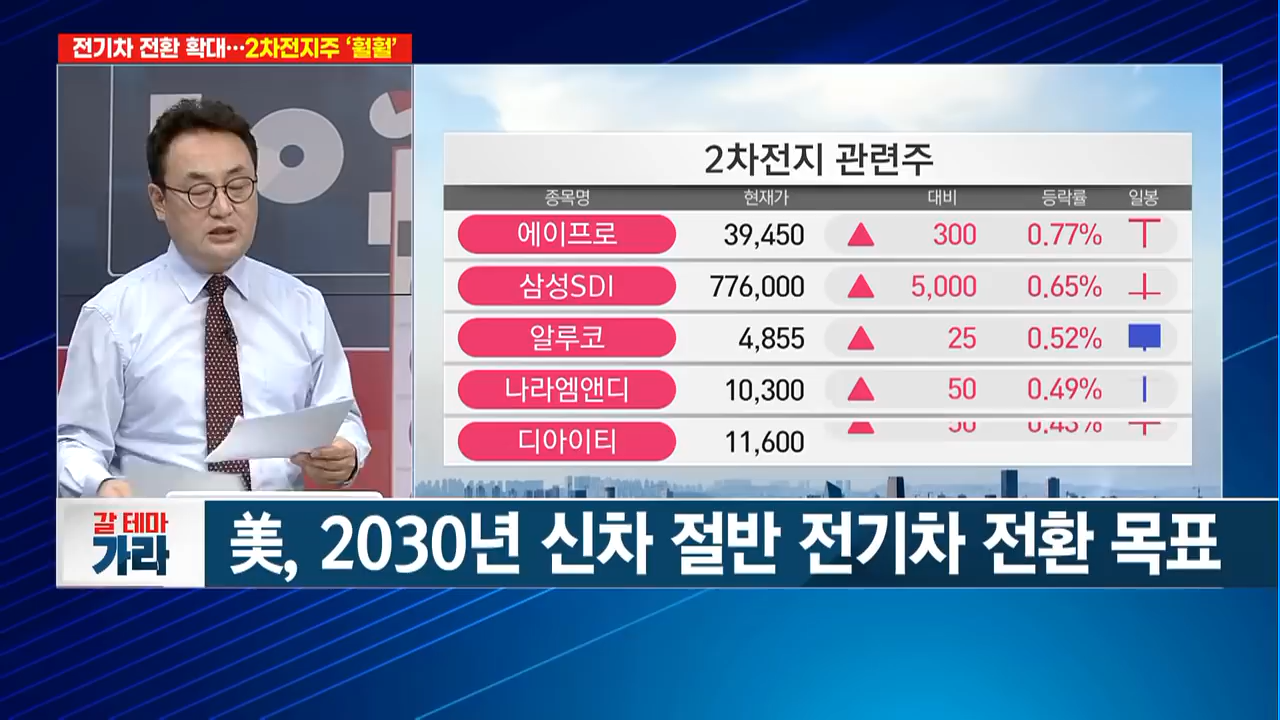 전기차 전환 확대…2차전지주 ‘훨훨’
2차전지 관련주
종목명 현재가 대비 등락률 일봉
에이프로 39,450 ▲ 300 0.77%
삼성SDI 776,000 ▲ 5,000 0.65%
알루코 4,855 ▲ 25 0.52%
나라엠앤디 10,300 ▲ 50 0.49%
디아이티 11,600 ▲ 50 0.43%
갈 테마
가라
美, 2030년 신차 절반 전기차 전환 목표